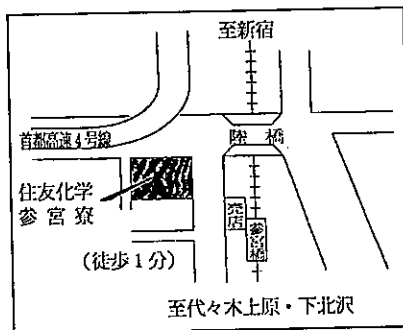 至新宿
首都高速4号線
陸橋
住友化学
参宮寮
(徒歩1分)
売店
参宮橋
至代々木上原・下北沢